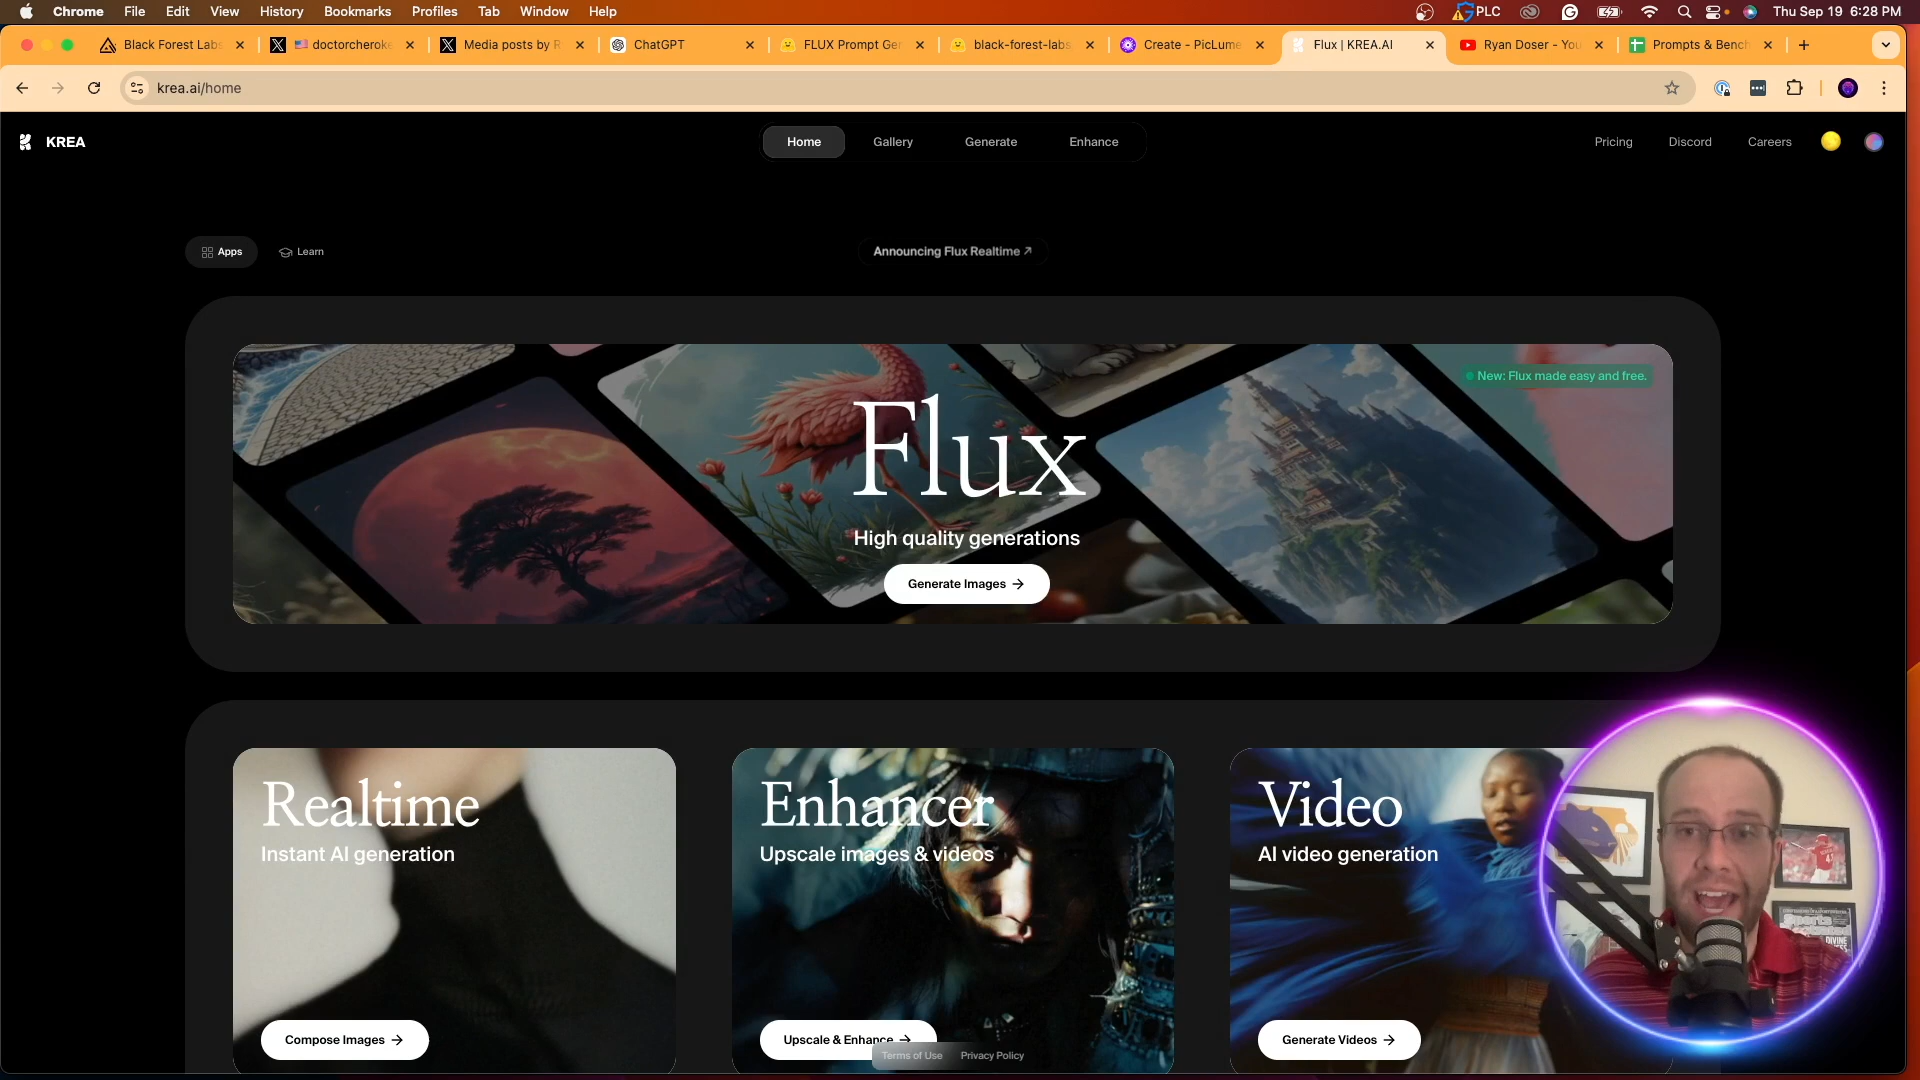 Chrome File Edit View History Bookmarks Profiles Tab Window Help PLC Thu Sep 19 6:28 PM
Black Forest Labs doctorcheroke Media posts by R ChatGPT FLUX Prompt Ger black-forest-labs Create - PicLume Flux | KREA.AI Ryan Doser - You Prompts & Bench
krea.ai/home
KREA Home Gallery Generate Enhance Pricing Discord Careers
Apps Learn Announcing Flux Realtime ↗
New: Flux made easy and free.
Flux
High quality generations
Generate Images →
Realtime
Instant AI generation
Compose Images →
Enhancer
Upscale images & videos
Upscale & Enhance →
Video
AI video generation
Generate Videos →
Terms of Use Privacy Policy